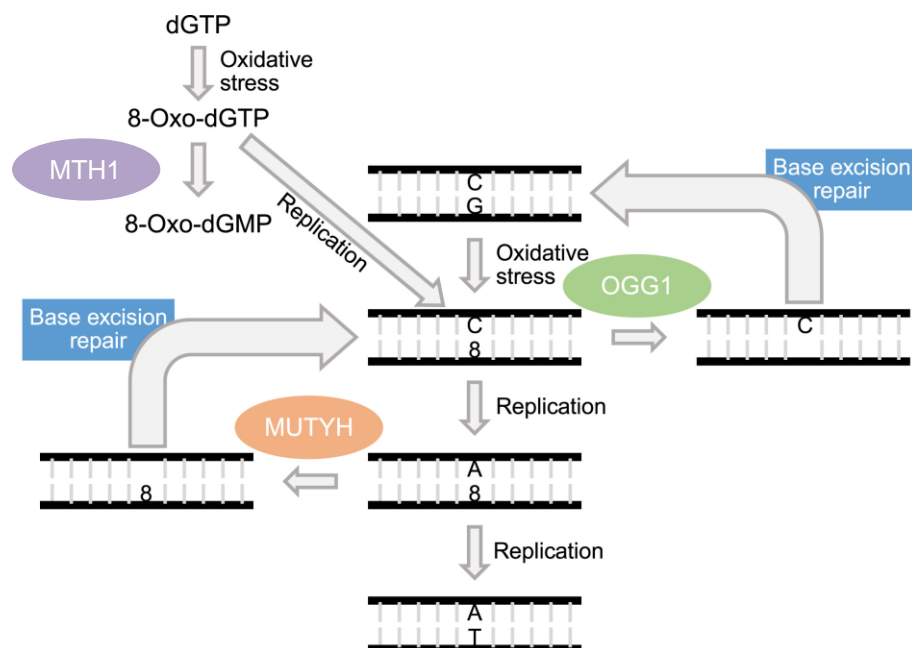 dGTP
Oxidative
stress
8-Oxo-dGTP
MTH1
8-Oxo-dGMP
Replication
C
G
Base excision
repair
Oxidative
stress
OGG1
C
8
C
Base excision
repair
Replication
MUTYH
A
8
8
Replication
A
T